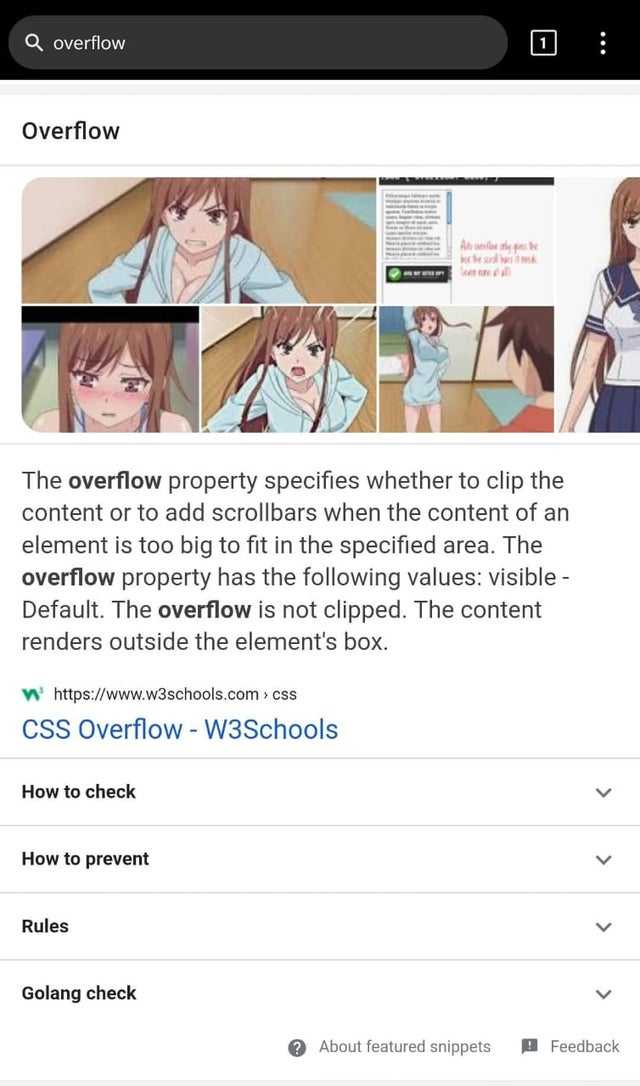 overflow
1
Overflow
The overflow property specifies whether to clip the
content or to add scrollbars when the content of an
element is too big to fit in the specified area. The
overflow property has the following values: visible -
Default. The overflow is not clipped. The content
renders outside the element's box.
https://www.w3schools.com › css
CSS Overflow - W3Schools
How to check
How to prevent
Rules
Golang check
? About featured snippets
! Feedback